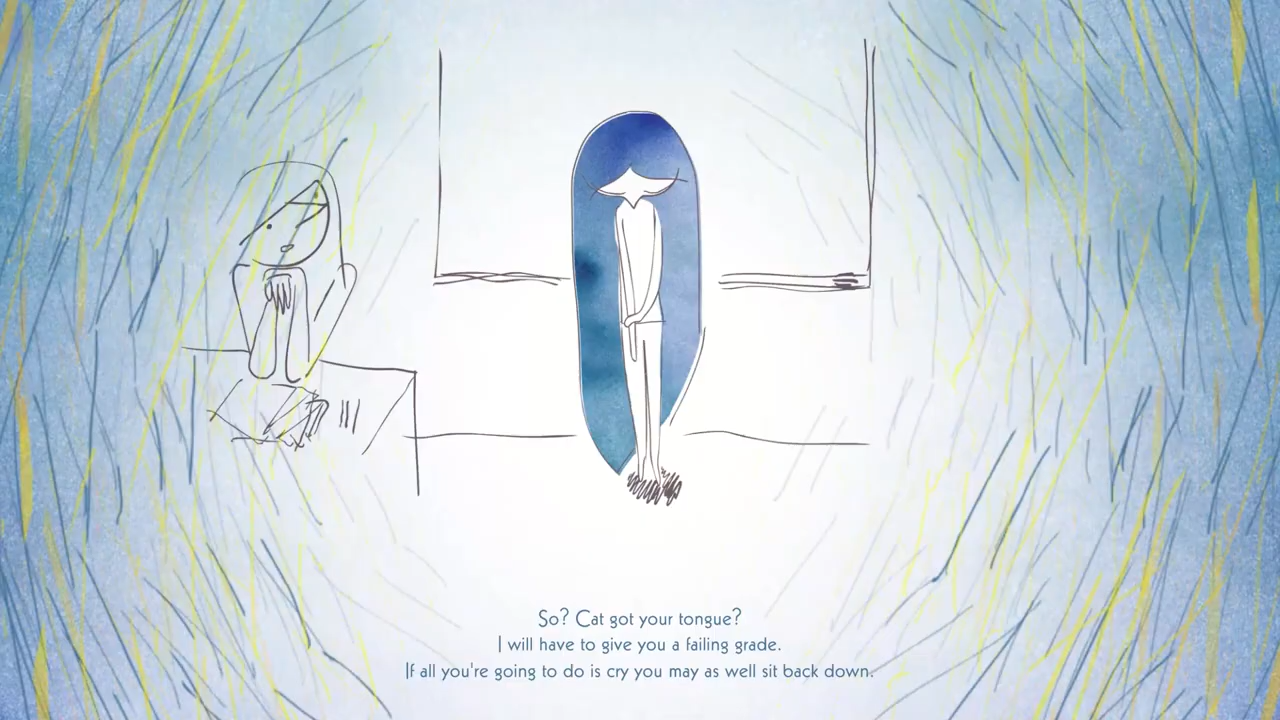 So? Cat got your tongue?
I will have to give you a failing grade.
If all you're going to do is cry you may as well sit back down.